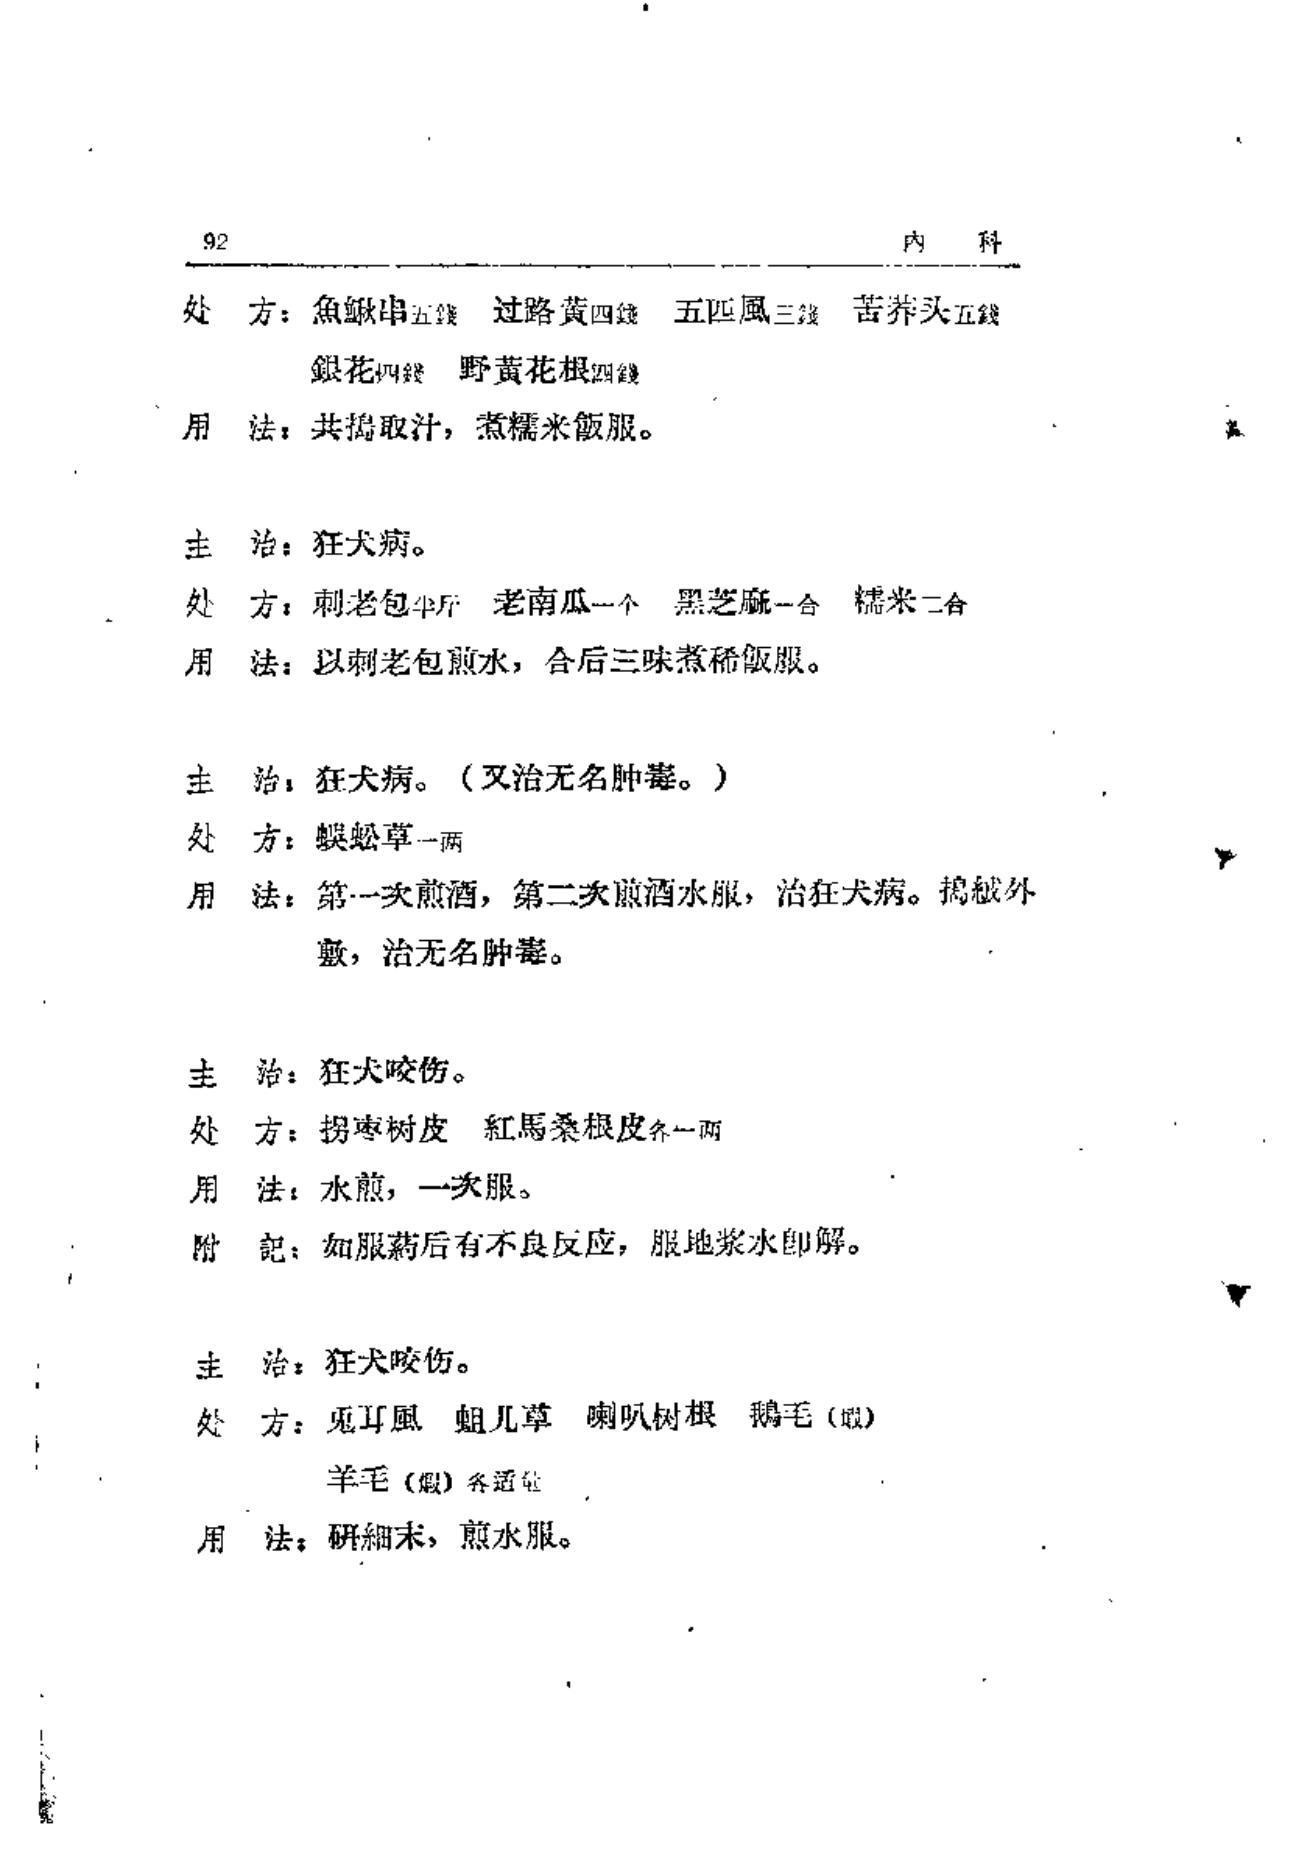 92 内 科
处 方：魚鰍串五錢 过路黄四錢 五匹風三錢 苦荞头五錢
銀花四錢 野黄花根四錢
用 法：共搗取汁，煮糯米飯服。
主 治：狂犬病。
处 方：刺老包半斤 老南瓜一个 黑芝麻一合 糯米二合
用 法：以刺老包煎水，合后三味煮稀飯服。
主 治：狂犬病。（又治无名肿毒。）
处 方：蜈蚣草一两
用 法：第一次煎酒，第二次煎酒水服，治狂犬病。搗絨外
敷，治无名肿毒。
主 治：狂犬咬伤。
处 方：拐枣树皮 紅馬桑根皮各一两
用 法：水煎，一次服。
附 記：如服葯后有不良反应，服地浆水即解。
主 治：狂犬咬伤。
处 方：兎耳風 蛆儿草 喇叭树根 鵝毛（煅）
羊毛（煅）各适量
用 法：研細末，煎水服。